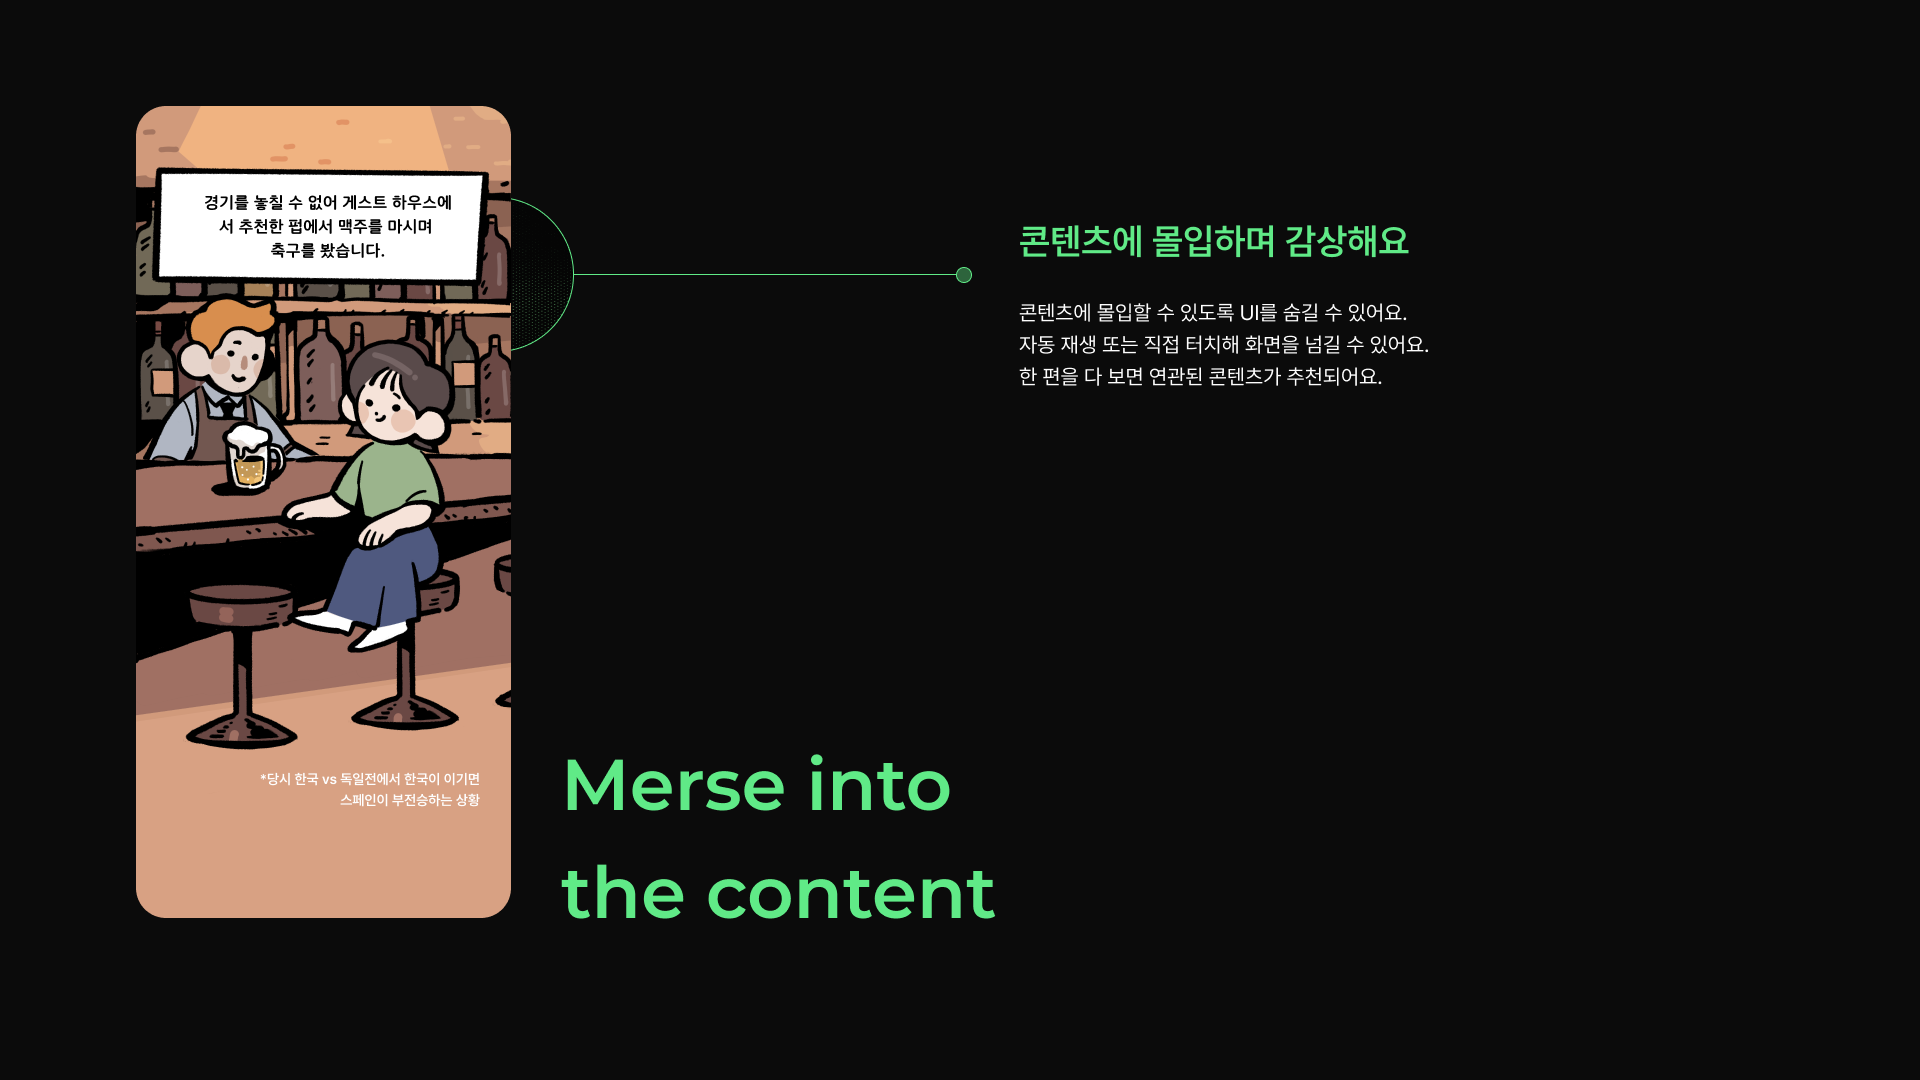 경기를 놓칠 수 없어 게스트 하우스에
서 추천한 펍에서 맥주를 마시며
축구를 봤습니다.
*당시 한국 vs 독일전에서 한국이 이기면
스페인이 부전승하는 상황
콘텐츠에 몰입하며 감상해요
콘텐츠에 몰입할 수 있도록 UI를 숨길 수 있어요.
자동 재생 또는 직접 터치해 화면을 넘길 수 있어요.
한 편을 다 보면 연관된 콘텐츠가 추천되어요.
Merse into
the content